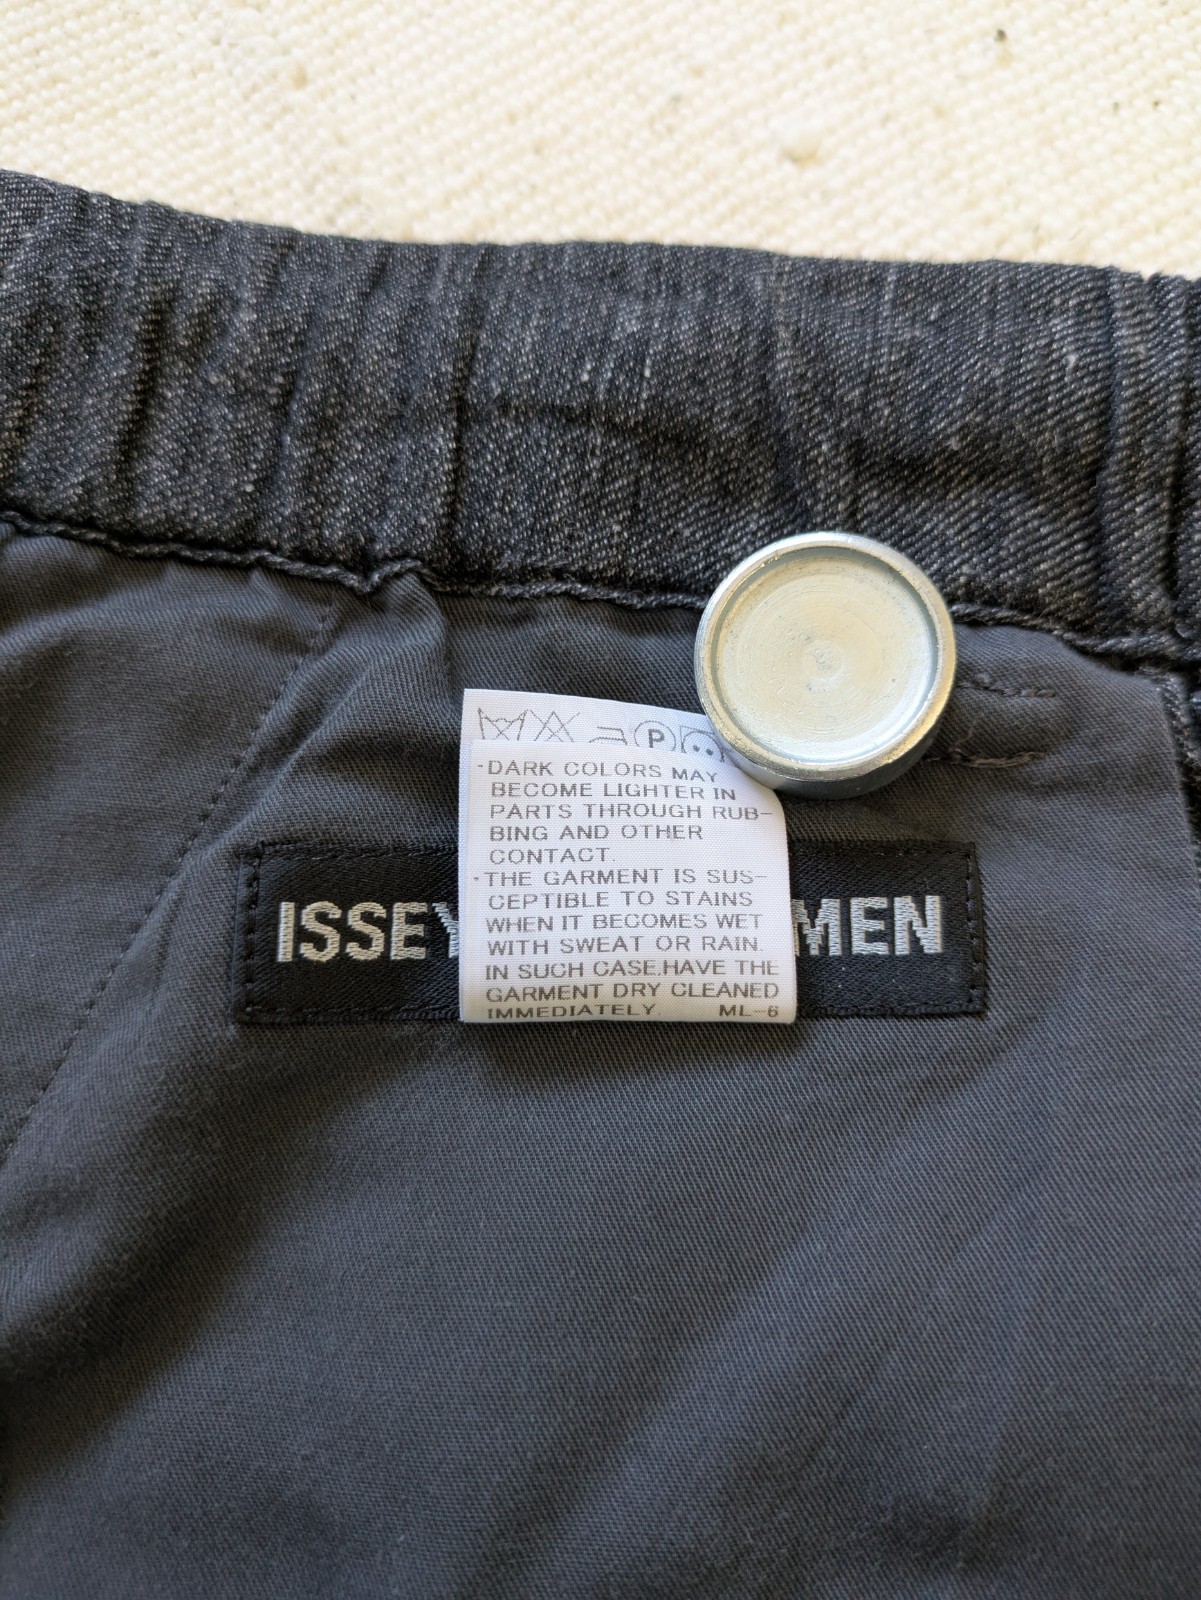 P
-DARK COLORS MAY
BECOME LIGHTER IN
PARTS THROUGH RUB-
BING AND OTHER
CONTACT.
-THE GARMENT IS SUS-
CEPTIBLE TO STAINS
WHEN IT BECOMES WET
WITH SWEAT OR RAIN.
IN SUCH CASE,HAVE THE
GARMENT DRY CLEANED
IMMEDIATELY. ML-6
ISSEY MEN